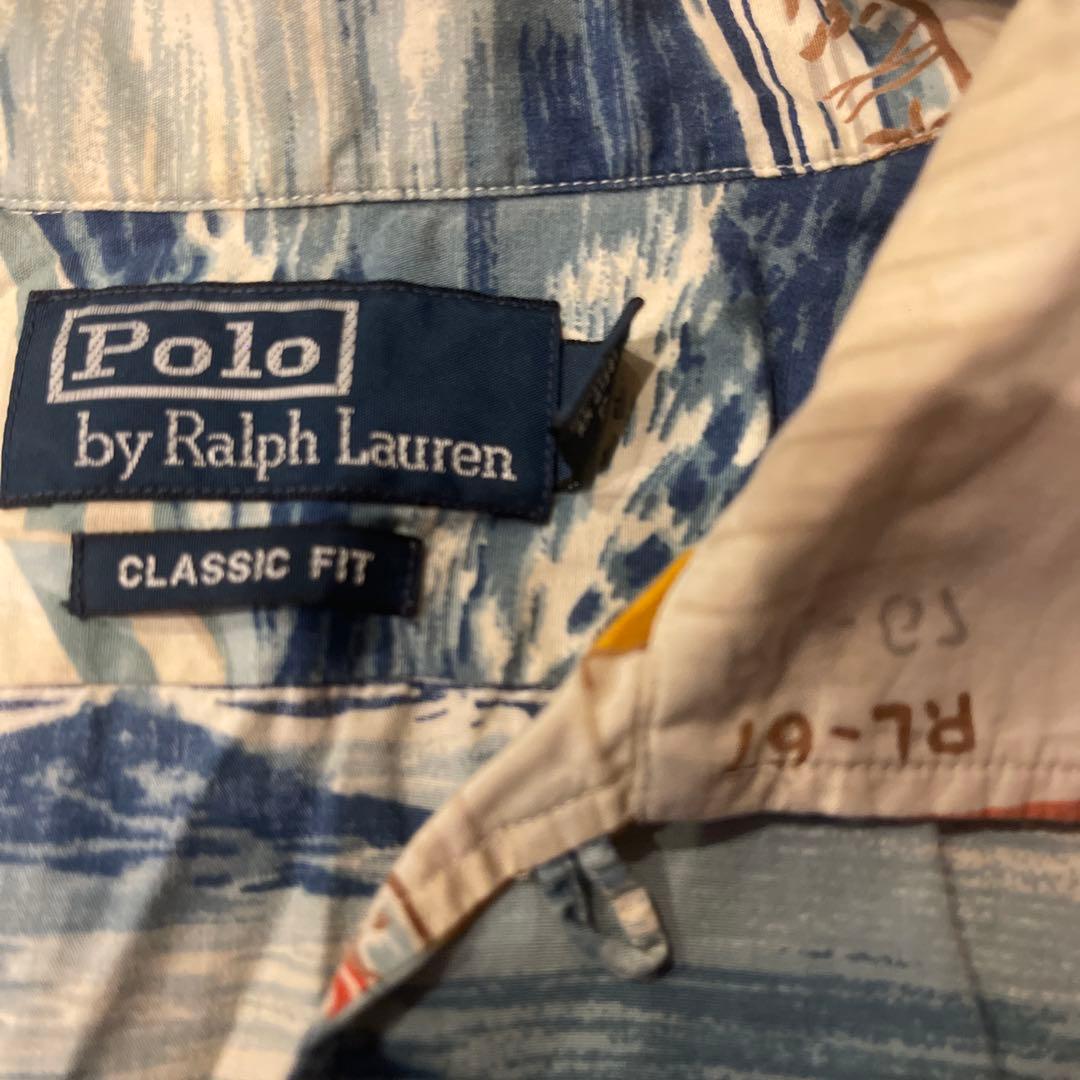 Polo
by Ralph Lauren
CLASSIC FIT
RL-67